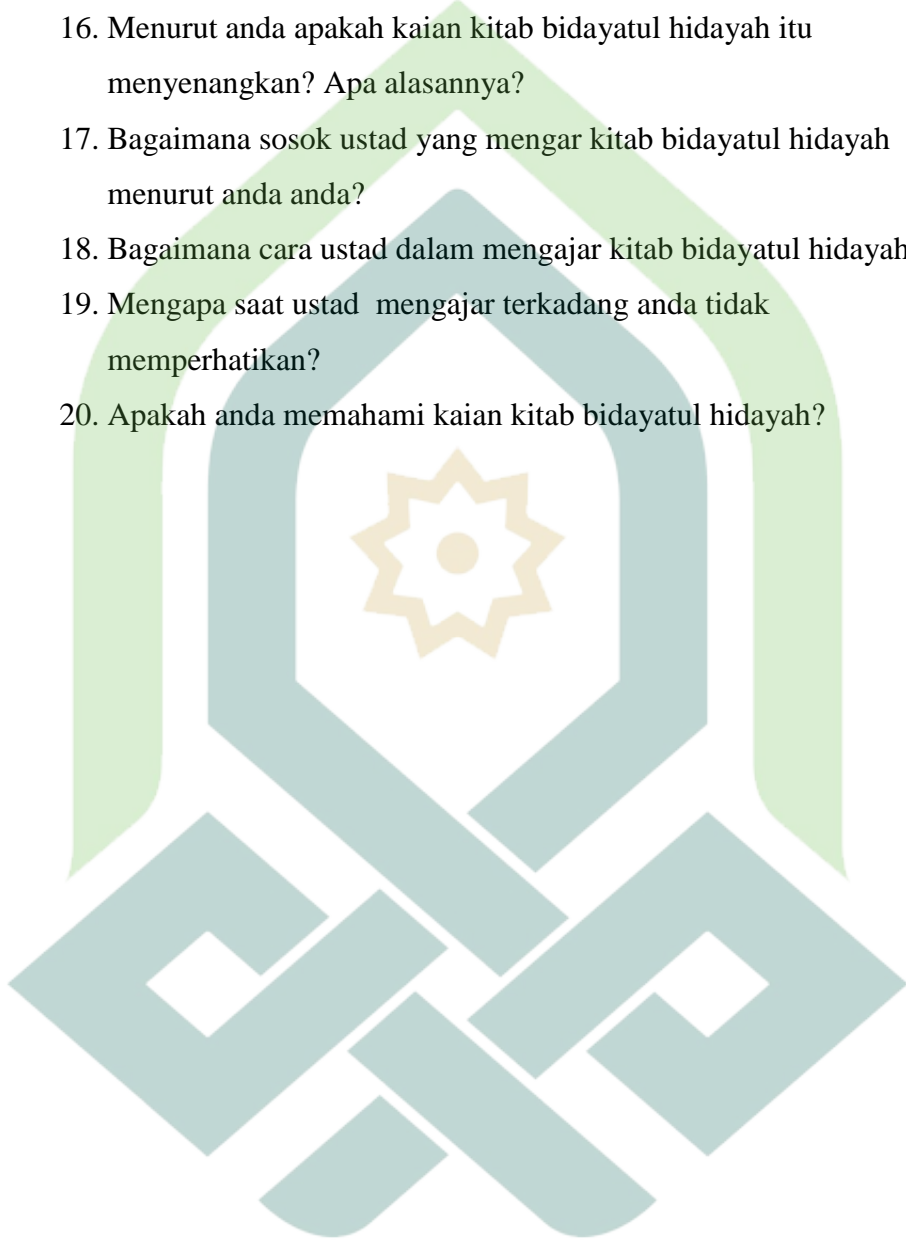 16. Menurut anda apakah kaian kitab bidayatul hidayah itu
menyenangkan? Apa alasannya?
17. Bagaimana sosok ustad yang mengar kitab bidayatul hidayah
menurut anda anda?
18. Bagaimana cara ustad dalam mengajar kitab bidayatul hidayah
19. Mengapa saat ustad  mengajar terkadang anda tidak
memperhatikan?
20. Apakah anda memahami kaian kitab bidayatul hidayah?